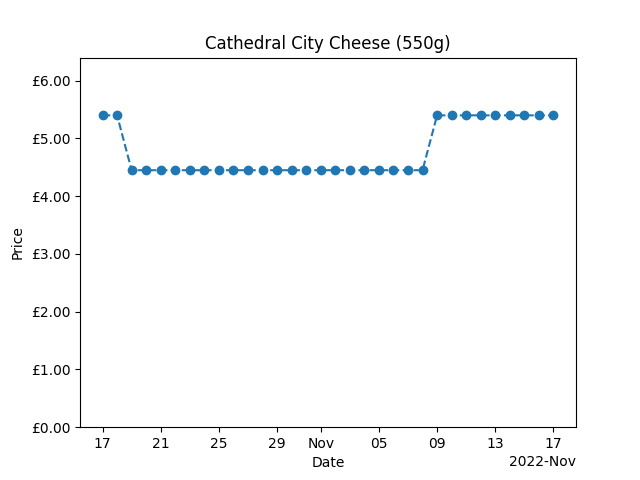 Cathedral City Cheese (550g)
£6.00
£5.00
£4.00
£3.00
£2.00
£1.00
£0.00
Price
17 21 25 29 Nov 05 09 13 17
Date
2022-Nov